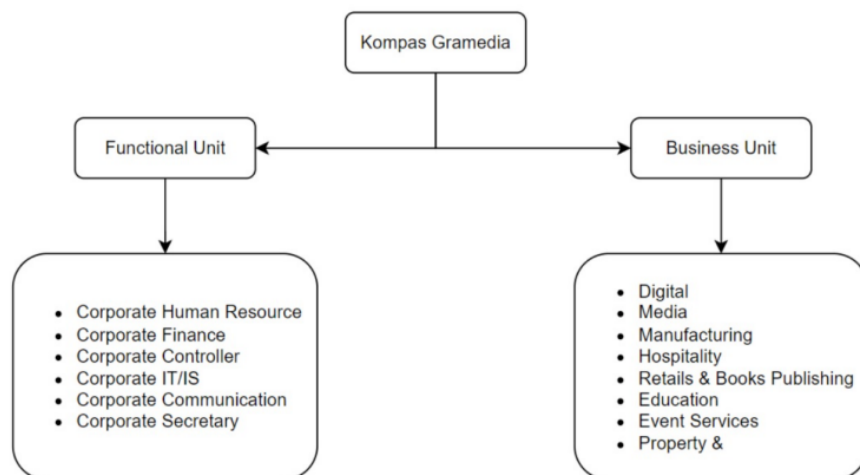 Kompas Gramedia
Functional Unit
Business Unit
Corporate Human Resource
Corporate Finance
Corporate Controller
Corporate IT/IS
Corporate Communication
Corporate Secretary
Digital
Media
Manufacturing
Hospitality
Retails & Books Publishing
Education
Event Services
Property &